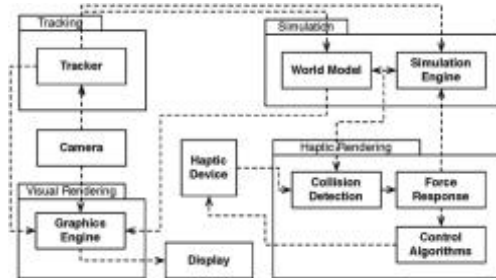 Tracking
Simulation
Tracker
World Model
Simulation
Engine
Camera
Haptic
Device
Haptic Rendering
Collision
Detection
Force
Response
Visual Rendering
Graphics
Engine
Control
Algorithms
Display